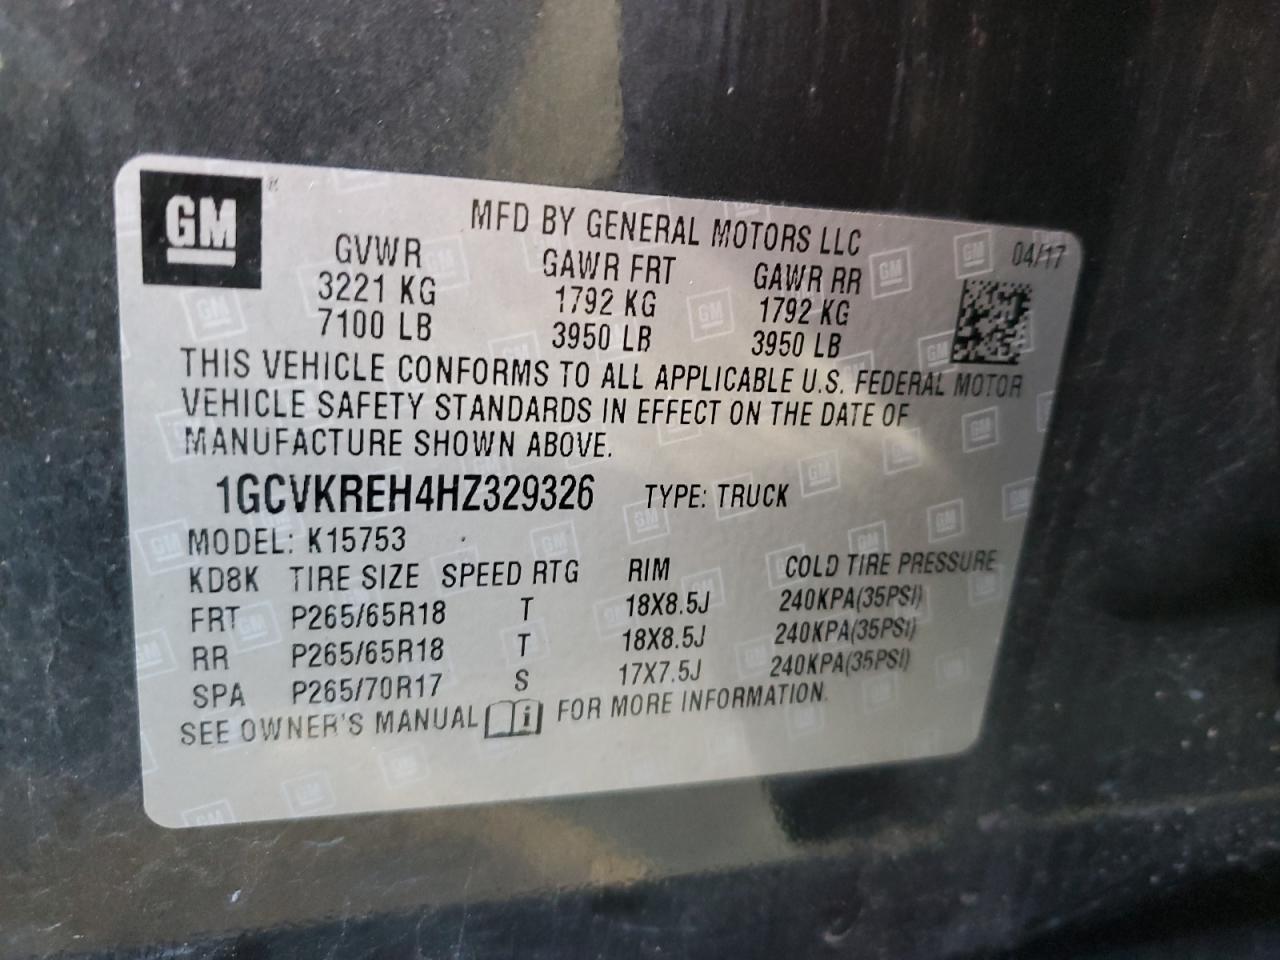 GM
MFD BY GENERAL MOTORS LLC
04/17
GVWR GAWR FRT GAWR RR
3221 KG 1792 KG 1792 KG
7100 LB 3950 LB 3950 LB
THIS VEHICLE CONFORMS TO ALL APPLICABLE U.S. FEDERAL MOTOR
VEHICLE SAFETY STANDARDS IN EFFECT ON THE DATE OF
MANUFACTURE SHOWN ABOVE.
1GCVKREH4HZ329326 TYPE: TRUCK
MODEL: K15753
KD8K TIRE SIZE SPEED RTG RIM COLD TIRE PRESSURE
FRT P265/65R18 T 18X8.5J 240KPA(35PSI)
RR P265/65R18 T 18X8.5J 240KPA(35PSI)
SPA P265/70R17 S 17X7.5J 240KPA(35PSI)
SEE OWNER'S MANUAL i FOR MORE INFORMATION.